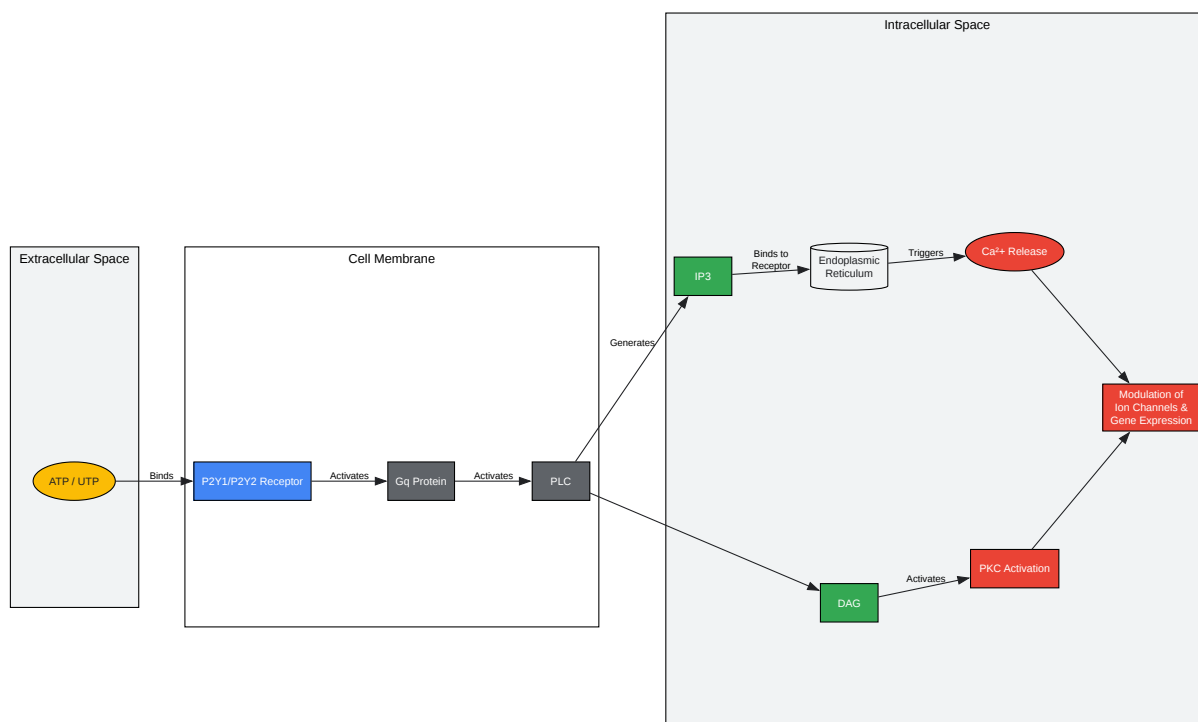 Intracellular Space
Extracellular Space
Cell Membrane
ATP / UTP
Binds
P2Y1/P2Y2 Receptor
Activates
Gq Protein
Activates
PLC
Generates
IP3
Binds to
Receptor
Endoplasmic
Reticulum
Triggers
Ca²+ Release
DAG
Activates
PKC Activation
Modulation of
Ion Channels &
Gene Expression